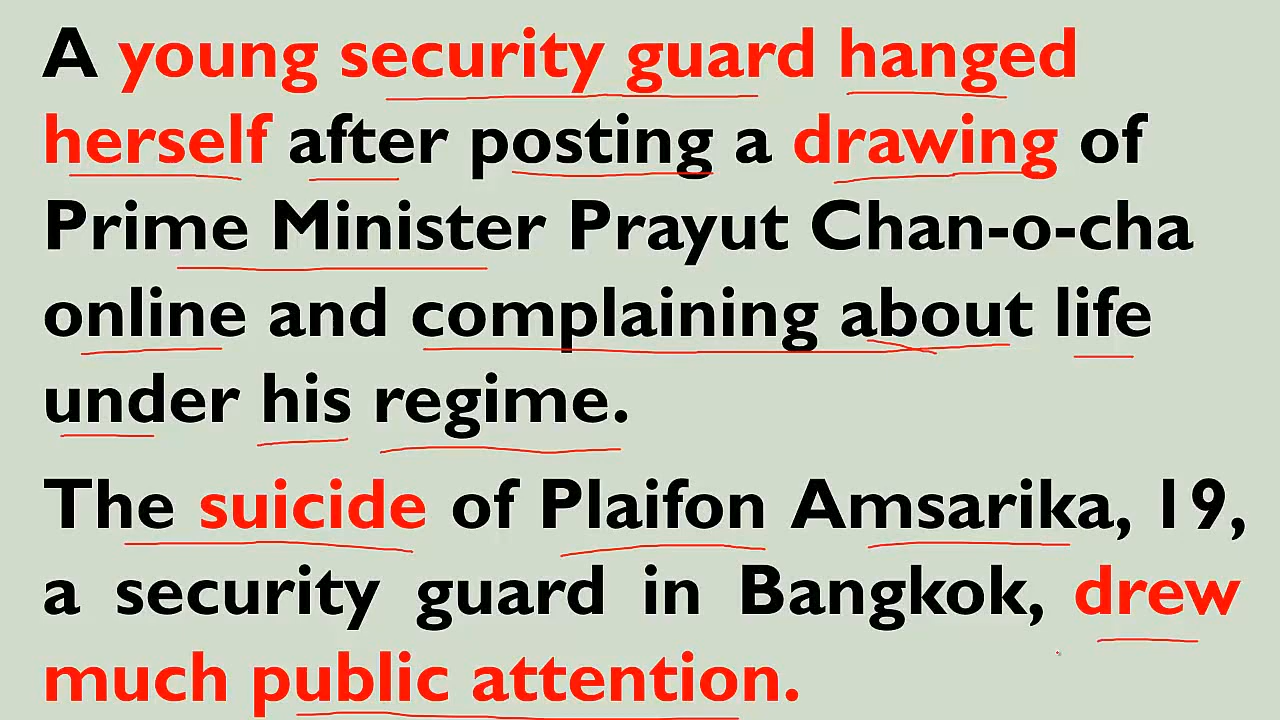 A young security guard hanged
herself after posting a drawing of
Prime Minister Prayut Chan-o-cha
online and complaining about life
under his regime.
The suicide of Plaifon Amsarika, 19,
a security guard in Bangkok, drew
much public attention.